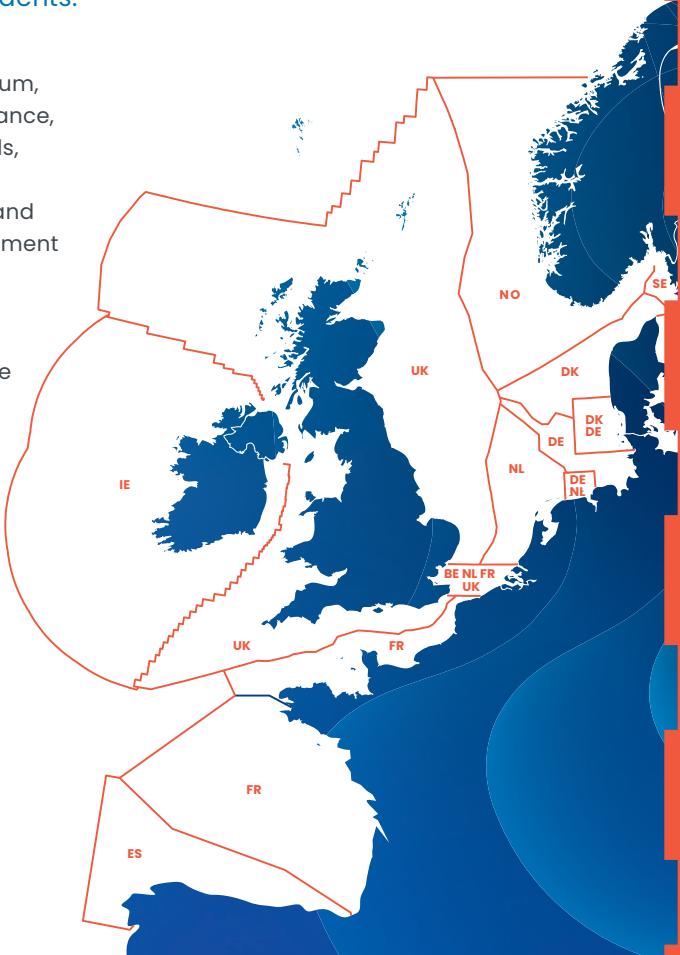 dents.
um,
ance,
ls,
and
ment
e
SE
NO
UK
DK
DK
DE
DE
NL
IE
DE
NL
BE NL FR
UK
UK
FR
FR
ES